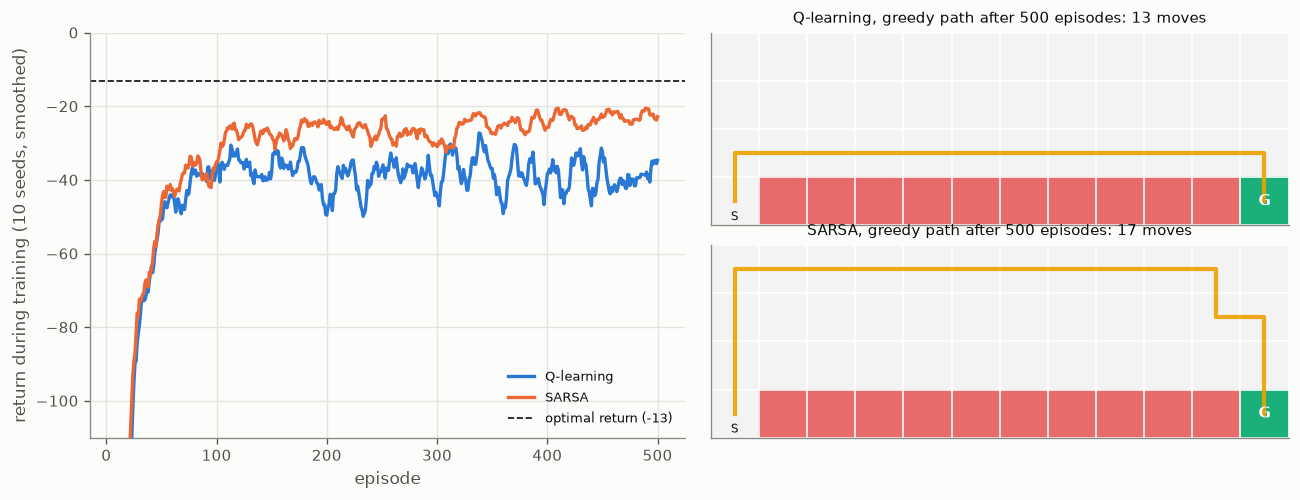 return during training (10 seeds, smoothed)
0
−20
−40
−60
−80
−100
0
100
200
300
400
500
episode
Q-learning
SARSA
optimal return (-13)
Q-learning, greedy path after 500 episodes: 13 moves
S
G
SARSA, greedy path after 500 episodes: 17 moves
S
G